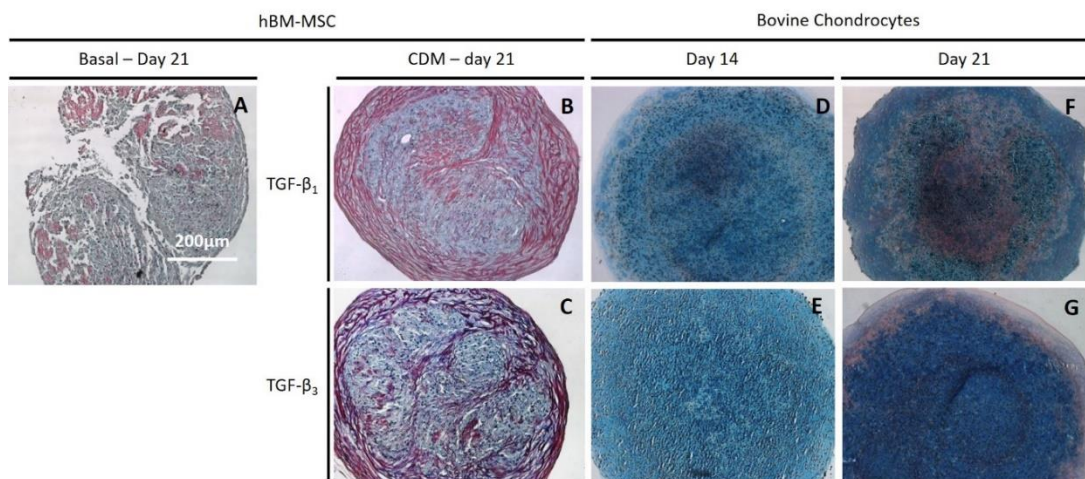 hBM-MSC
Bovine Chondrocytes
Basal – Day 21
CDM – day 21
Day 14
Day 21
A
B
D
F
TGF-β₁
200μm
C
E
G
TGF-β₃